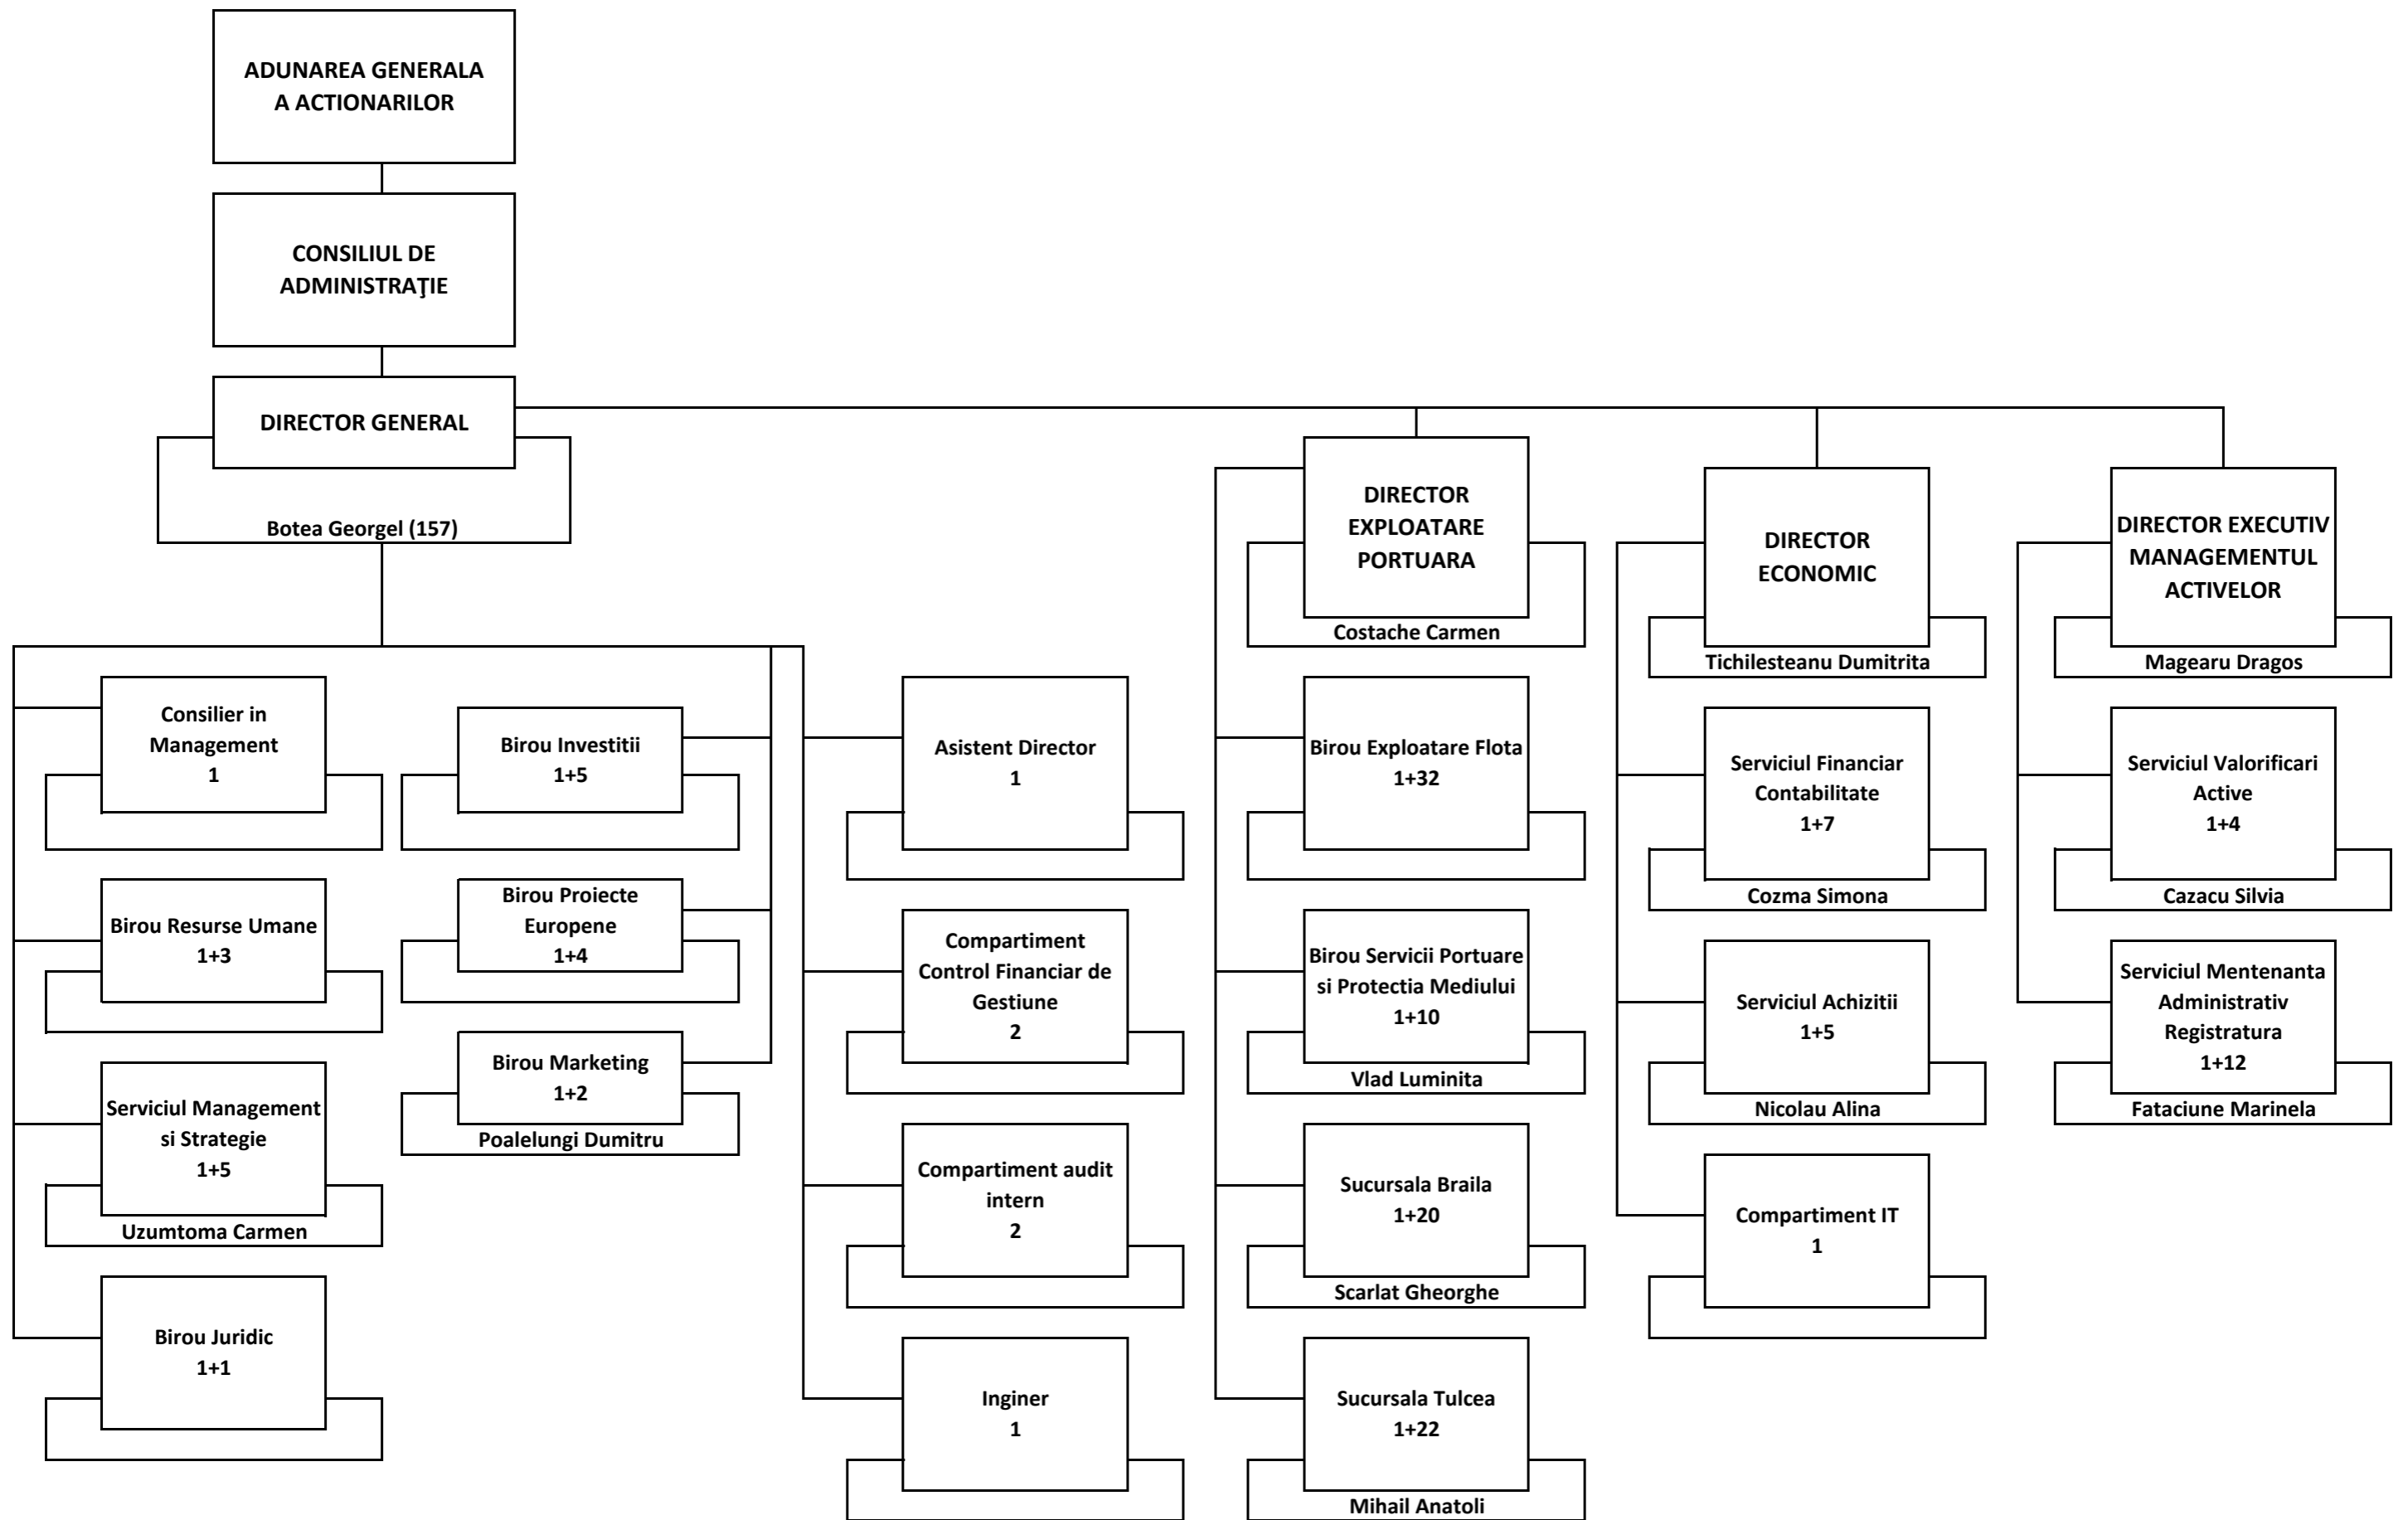 ADUNAREA GENERALA
A ACTIONARILOR
CONSILIUL DE
ADMINISTRAŢIE
DIRECTOR GENERAL
Botea Georgel (157)
Consilier in
Management
1
Birou Resurse Umane
1+3
Serviciul Management
si Strategie
1+5
Uzumtoma Carmen
Birou Juridic
1+1
Birou Investitii
1+5
Birou Proiecte
Europene
1+4
Birou Marketing
1+2
Poalelungi Dumitru
Asistent Director
1
Compartiment
Control Financiar de
Gestiune
2
Compartiment audit
intern
2
Inginer
1
DIRECTOR
EXPLOATARE
PORTUARA
Costache Carmen
Birou Exploatare Flota
1+32
Birou Servicii Portuare
si Protectia Mediului
1+10
Vlad Luminita
Sucursala Braila
1+20
Scarlat Gheorghe
Sucursala Tulcea
1+22
Mihail Anatoli
DIRECTOR
ECONOMIC
Tichilesteanu Dumitrita
Serviciul Financiar
Contabilitate
1+7
Cozma Simona
Serviciul Achizitii
1+5
Nicolau Alina
Compartiment IT
1
DIRECTOR EXECUTIV
MANAGEMENTUL
ACTIVELOR
Magearu Dragos
Serviciul Valorificari
Active
1+4
Cazacu Silvia
Serviciul Mentenanta
Administrativ
Registratura
1+12
Fataciune Marinela